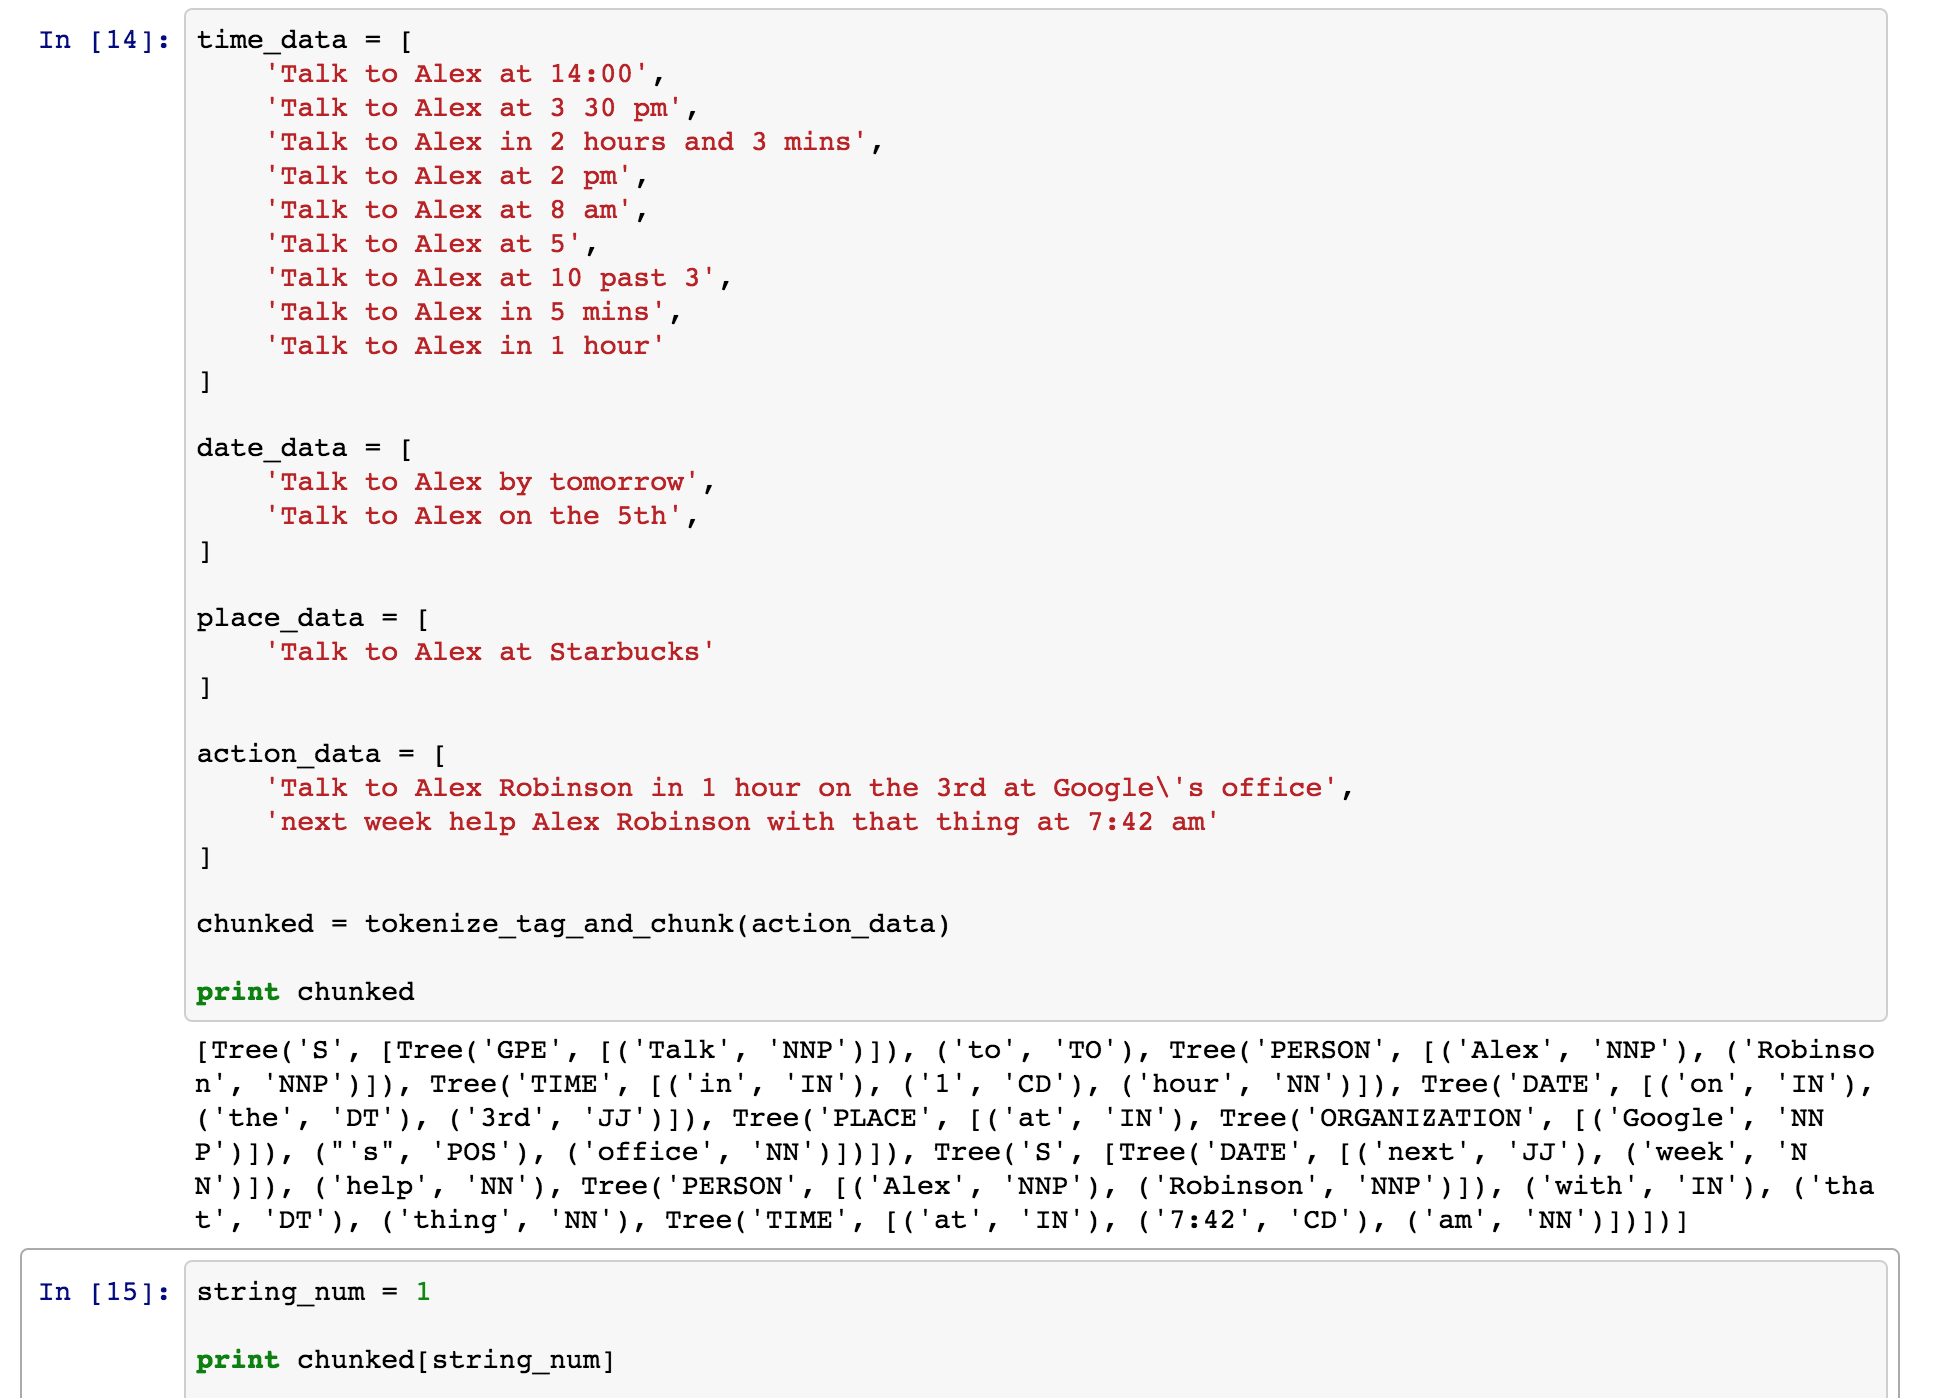 In [14]: time_data = [
    'Talk to Alex at 14:00',
    'Talk to Alex at 3 30 pm',
    'Talk to Alex in 2 hours and 3 mins',
    'Talk to Alex at 2 pm',
    'Talk to Alex at 8 am',
    'Talk to Alex at 5',
    'Talk to Alex at 10 past 3',
    'Talk to Alex in 5 mins',
    'Talk to Alex in 1 hour'
]

date_data = [
    'Talk to Alex by tomorrow',
    'Talk to Alex on the 5th',
]

place_data = [
    'Talk to Alex at Starbucks'
]

action_data = [
    'Talk to Alex Robinson in 1 hour on the 3rd at Google\'s office',
    'next week help Alex Robinson with that thing at 7:42 am'
]

chunked = tokenize_tag_and_chunk(action_data)

print chunked
[Tree('S', [Tree('GPE', [('Talk', 'NNP')]), ('to', 'TO'), Tree('PERSON', [('Alex', 'NNP'), ('Robinso
n', 'NNP')]), Tree('TIME', [('in', 'IN'), ('1', 'CD'), ('hour', 'NN')]), Tree('DATE', [('on', 'IN'),
('the', 'DT'), ('3rd', 'JJ')]), Tree('PLACE', [('at', 'IN'), Tree('ORGANIZATION', [('Google', 'NN
P')]), ("'s", 'POS'), ('office', 'NN')])]), Tree('S', [Tree('DATE', [('next', 'JJ'), ('week', 'N
N')]), ('help', 'NN'), Tree('PERSON', [('Alex', 'NNP'), ('Robinson', 'NNP')]), ('with', 'IN'), ('tha
t', 'DT'), ('thing', 'NN'), Tree('TIME', [('at', 'IN'), ('7:42', 'CD'), ('am', 'NN')])])]
In [15]: string_num = 1

print chunked[string_num]